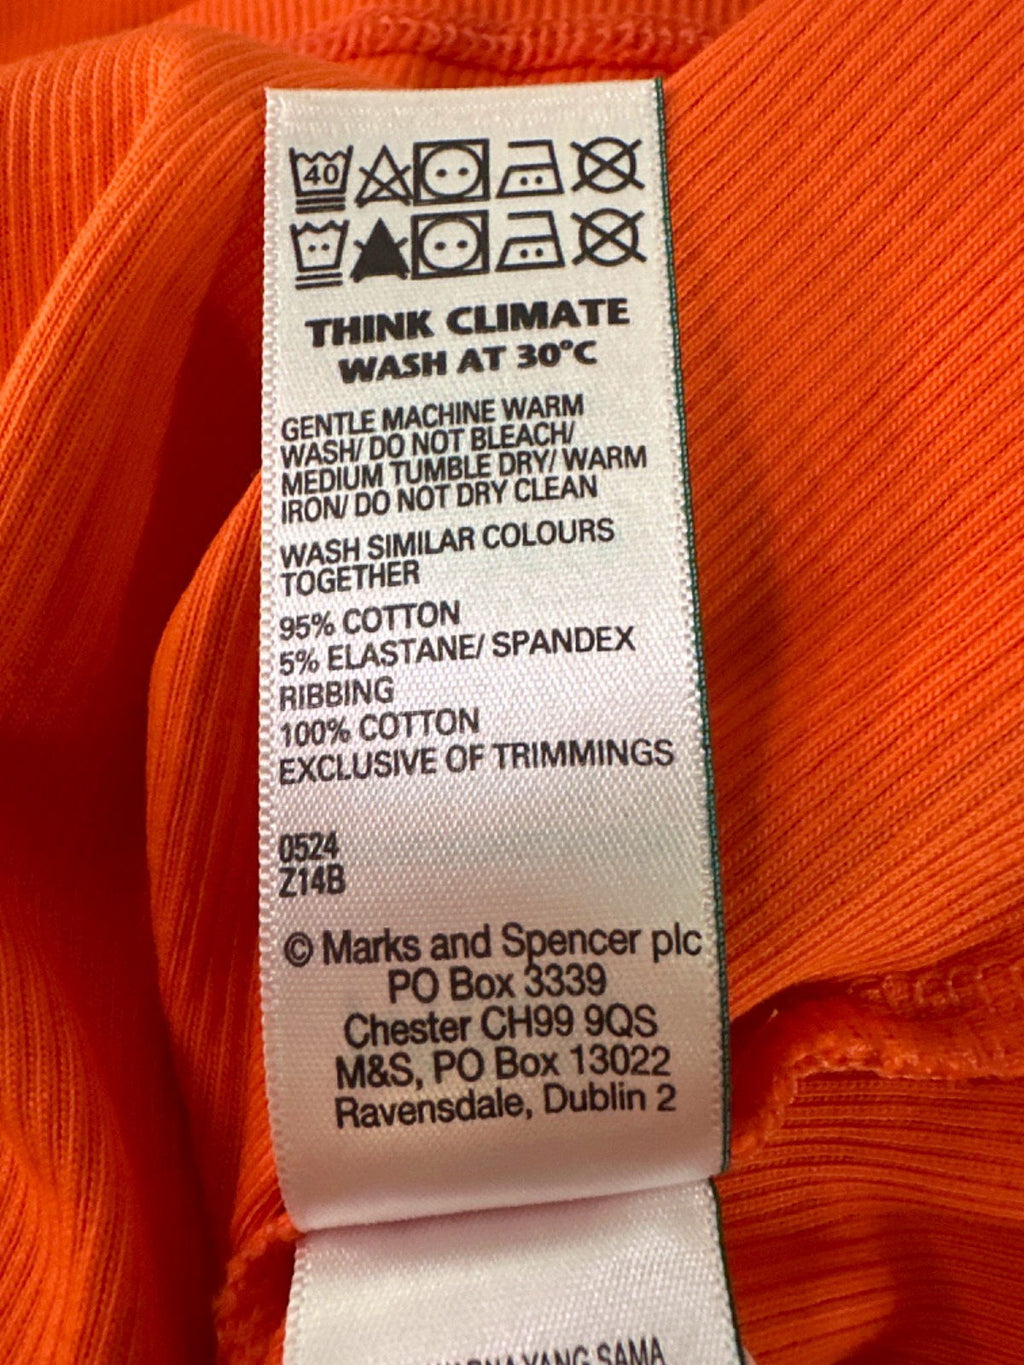 40
THINK CLIMATE
WASH AT 30°C
GENTLE MACHINE WARM
WASH/ DO NOT BLEACH/
MEDIUM TUMBLE DRY/ WARM
IRON/ DO NOT DRY CLEAN
WASH SIMILAR COLOURS
TOGETHER
95% COTTON
5% ELASTANE/ SPANDEX
RIBBING
100% COTTON
EXCLUSIVE OF TRIMMINGS
0524
Z14B
© Marks and Spencer plc
PO Box 3339
Chester CH99 9QS
M&S, PO Box 13022
Ravensdale, Dublin 2
YANG SAMA